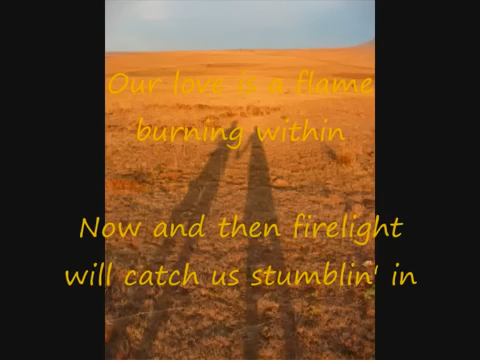 Our love is a flame
burning within
Now and then firelight
will catch us stumblin' in